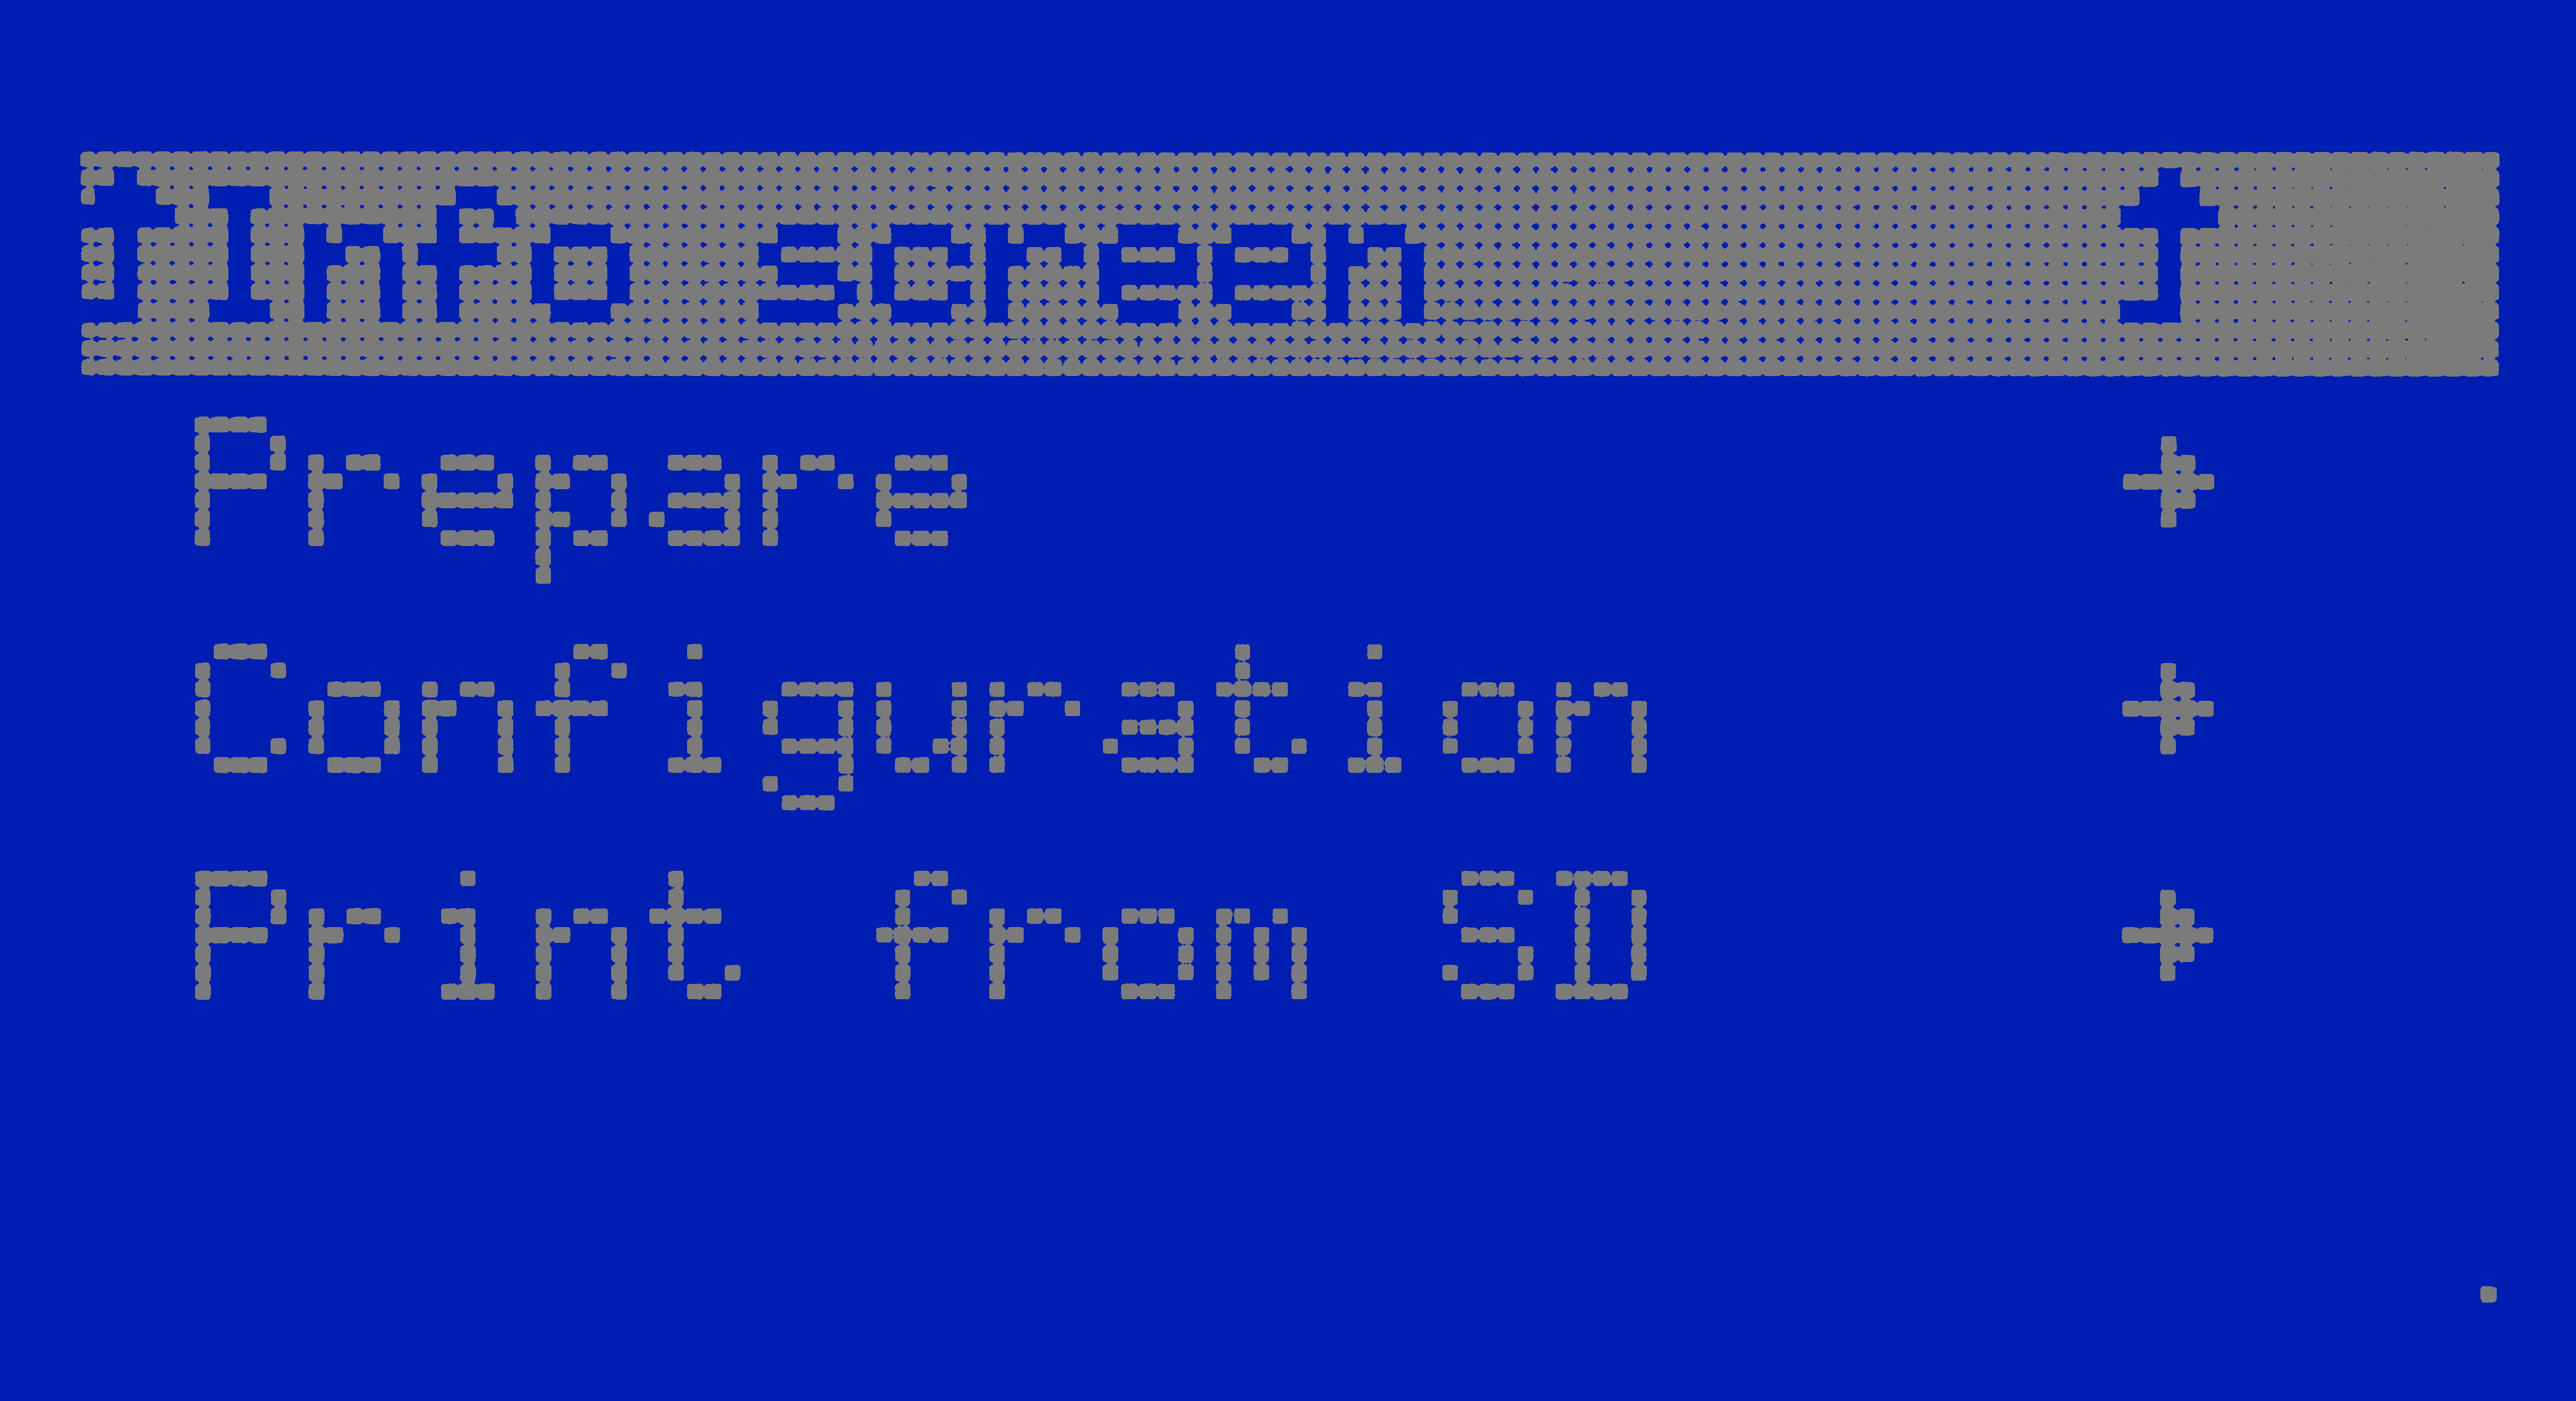 Info screen
Prepare
Configuration
Print from SD